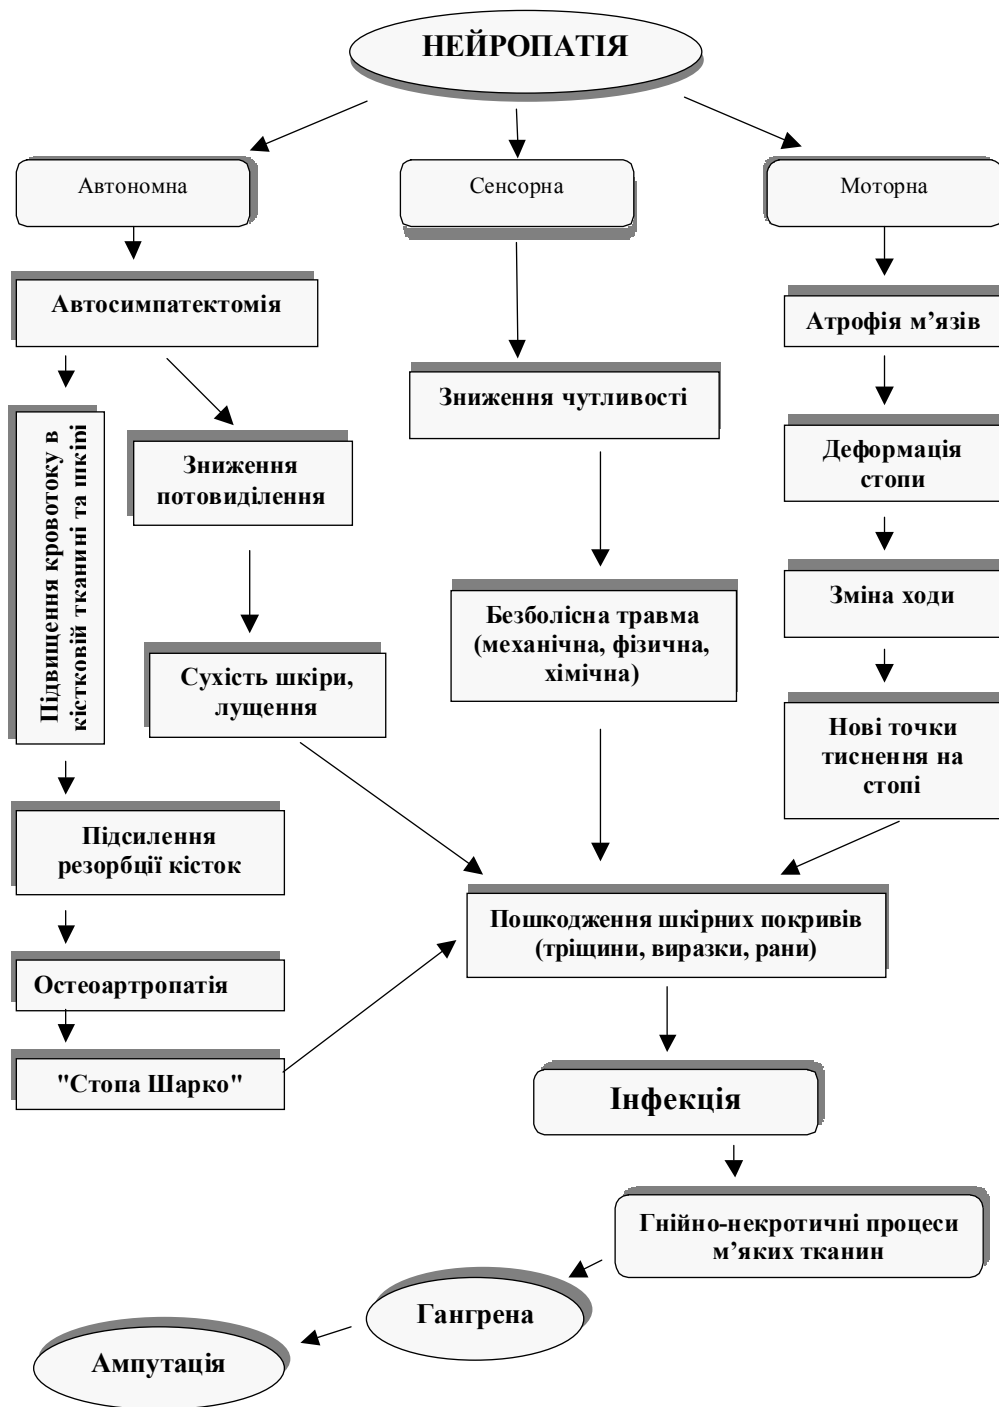 НЕЙРОПАТІЯ
Автономна
Сенсорна
Моторна
Автосимпатектомія
Атрофія м’язів
Зниження чутливості
Підвищення кровотоку в
кістковій тканині та шкірі
Зниження
потовиділення
Деформація
стопи
Безболісна травма
(механічна, фізична,
хімічна)
Зміна ходи
Сухість шкіри,
лущення
Нові точки
тиснення на
стопі
Підсилення
резорбції кісток
Пошкодження шкірних покривів
(тріщини, виразки, рани)
Остеоартропатія
"Стопа Шарко"
Інфекція
Гнійно-некротичні процеси
м’яких тканин
Гангрена
Ампутація